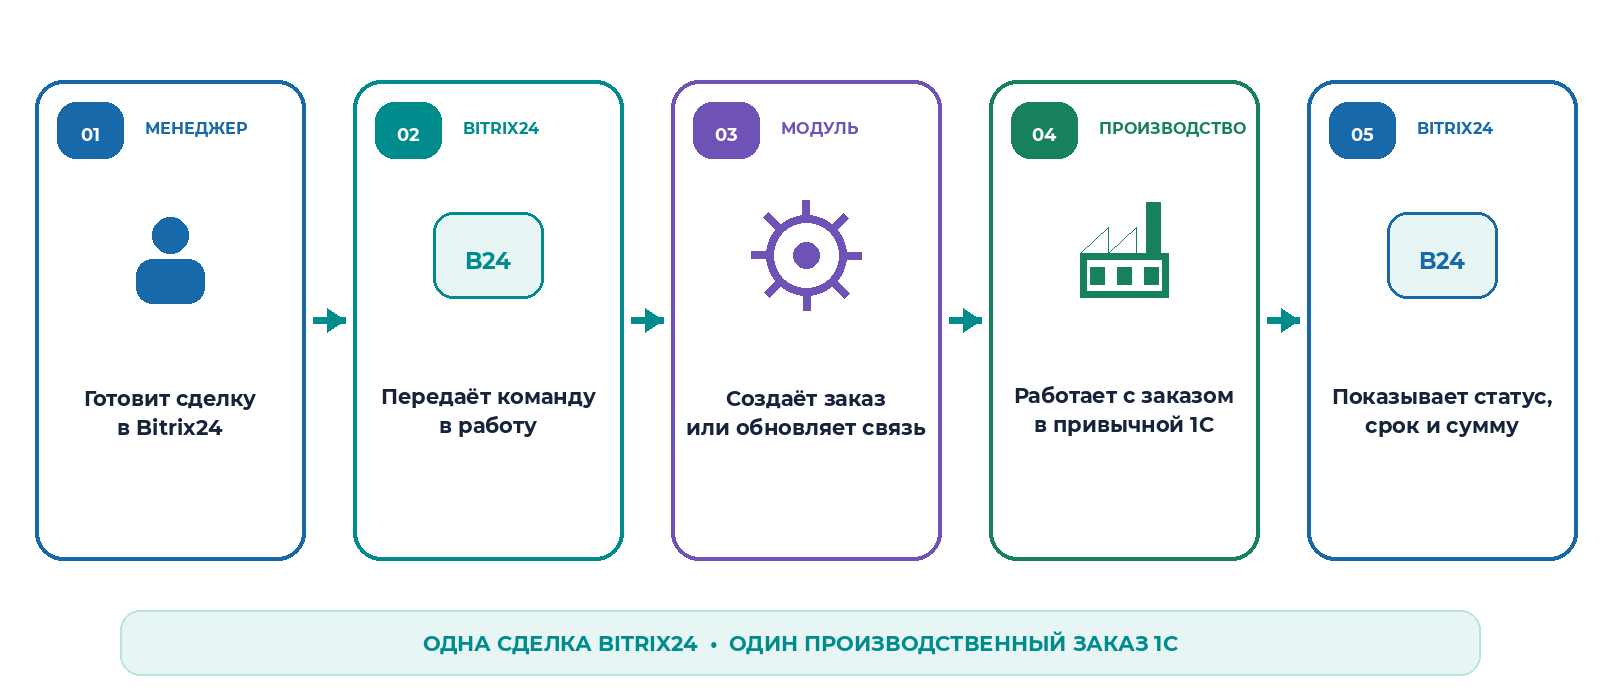 01 МЕНЕДЖЕР
Готовит сделку
в Bitrix24
02 BITRIX24
B24
Передаёт команду
в работу
03 МОДУЛЬ
Создаёт заказ
или обновляет связь
04 ПРОИЗВОДСТВО
Работает с заказом
в привычной 1С
05 BITRIX24
B24
Показывает статус,
срок и сумму
ОДНА СДЕЛКА BITRIX24 • ОДИН ПРОИЗВОДСТВЕННЫЙ ЗАКАЗ 1С